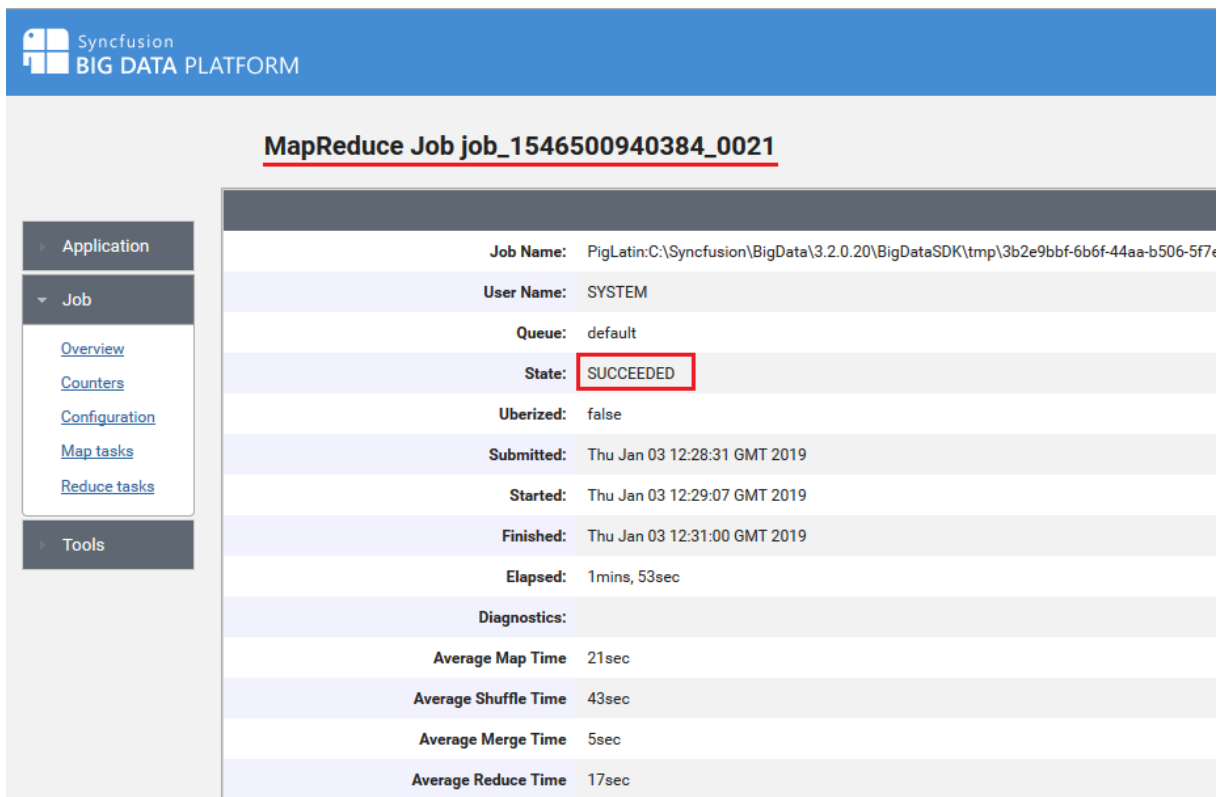 Syncfusion
BIG DATA PLATFORM
MapReduce Job job_1546500940384_0021
Application
Job
Overview
Counters
Configuration
Map tasks
Reduce tasks
Tools
Job Name: PigLatin:C:\Syncfusion\BigData\3.2.0.20\BigDataSDK\tmp\3b2e9bbf-6b6f-44aa-b506-5f7e
User Name: SYSTEM
Queue: default
State: SUCCEEDED
Uberized: false
Submitted: Thu Jan 03 12:28:31 GMT 2019
Started: Thu Jan 03 12:29:07 GMT 2019
Finished: Thu Jan 03 12:31:00 GMT 2019
Elapsed: 1mins, 53sec
Diagnostics:
Average Map Time 21sec
Average Shuffle Time 43sec
Average Merge Time 5sec
Average Reduce Time 17sec